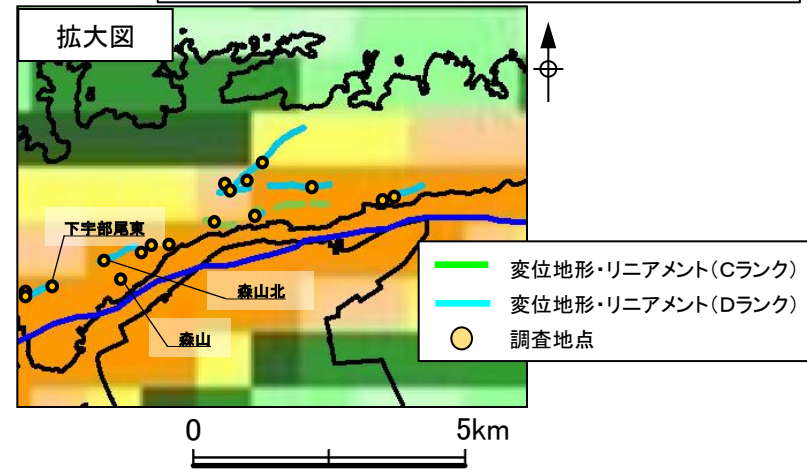 拡大図
下宇部尾東
森山北
森山
変位地形・リニアメント(Cランク)
変位地形・リニアメント(Dランク)
調査地点
0 5km